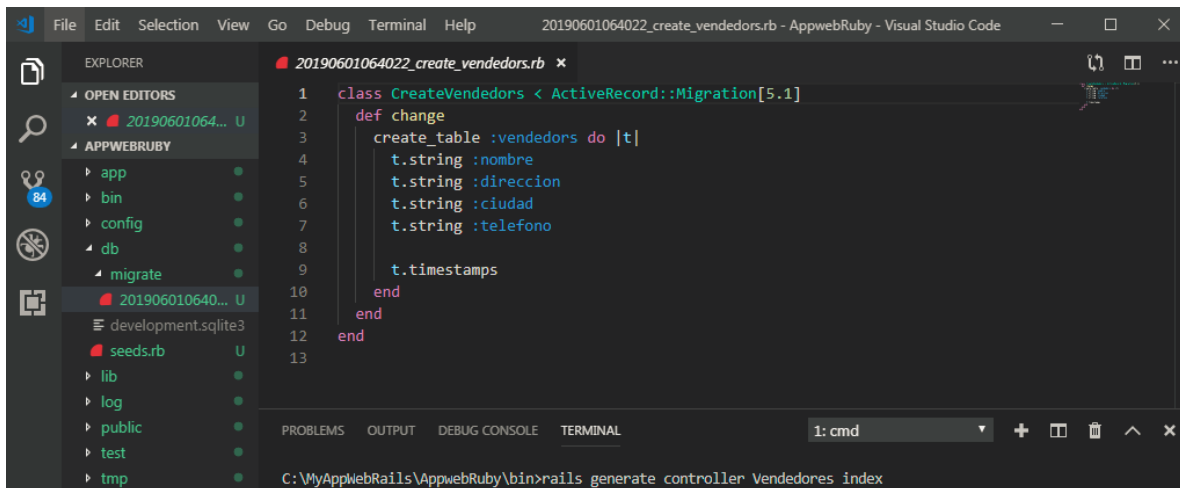 File Edit Selection View Go Debug Terminal Help 20190601064022_create_vendedors.rb - AppwebRuby - Visual Studio Code
EXPLORER
OPEN EDITORS
20190601064... U
APPWEBRUBY
app
bin
config
db
migrate
201906010640... U
development.sqlite3
seeds.rb U
lib
log
public
test
tmp
84
20190601064022_create_vendedors.rb
1 class CreateVendedors < ActiveRecord::Migration[5.1]
2 def change
3 create_table :vendedors do |t|
4 t.string :nombre
5 t.string :direccion
6 t.string :ciudad
7 t.string :telefono
8
9 t.timestamps
10 end
11 end
12 end
13
PROBLEMS OUTPUT DEBUG CONSOLE TERMINAL 1: cmd
C:\MyAppWebRails\AppwebRuby\bin>rails generate controller Vendedores index